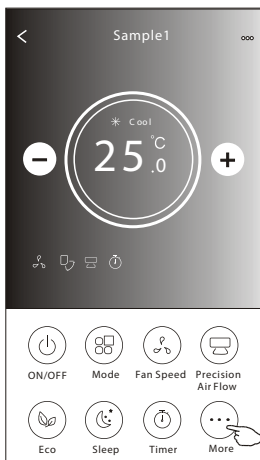 Sample1
Cool
25.0 °C
ON/OFF
Mode
Fan Speed
Precision
Air Flow
Eco
Sleep
Timer
More